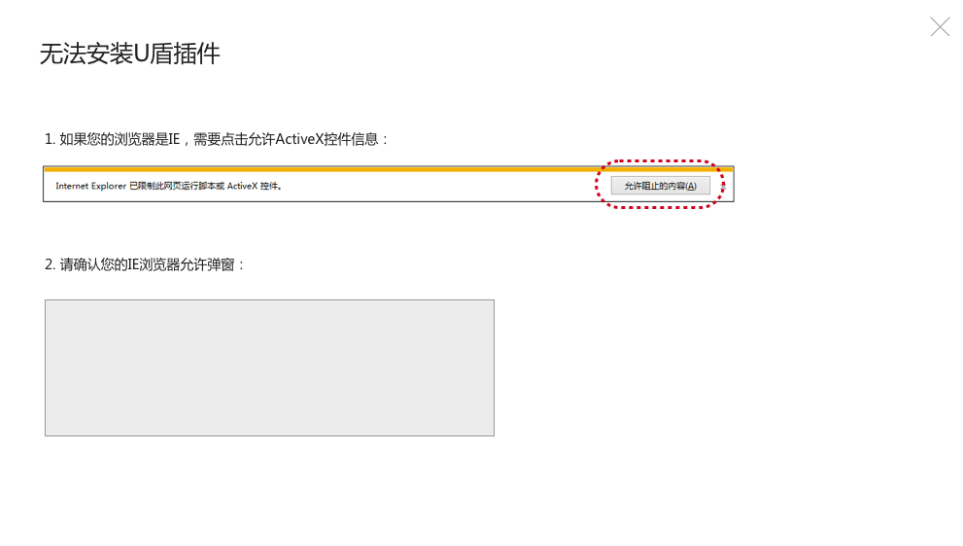 无法安装U盾插件
1. 如果您的浏览器是IE，需要点击允许ActiveX控件信息：
Internet Explorer 已限制此网页运行脚本或 ActiveX 控件。
允许阻止的内容(A)
2. 请确认您的IE浏览器允许弹窗：